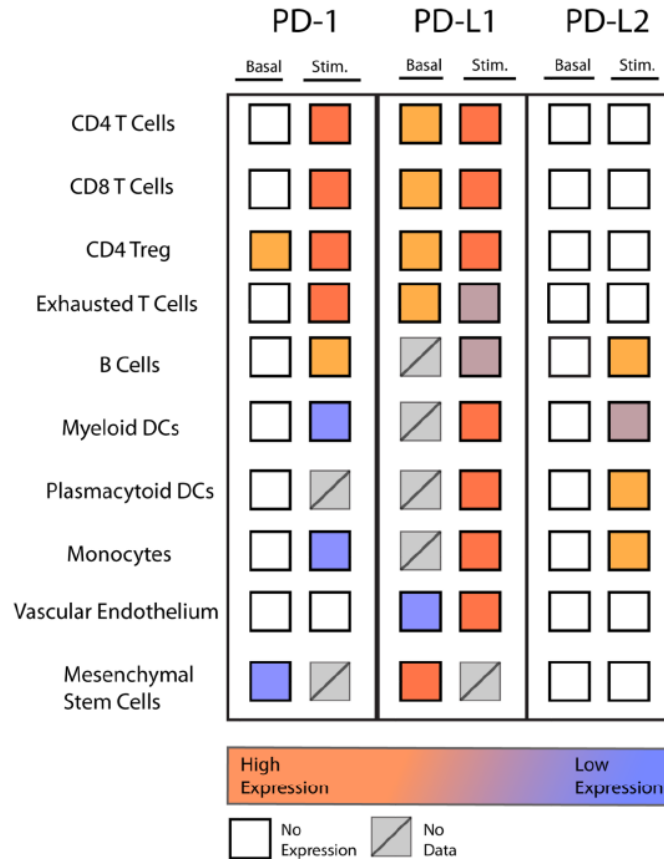 PD-1 PD-L1 PD-L2
Basal Stim. Basal Stim. Basal Stim.
CD4 T Cells
CD8 T Cells
CD4 Treg
Exhausted T Cells
B Cells
Myeloid DCs
Plasmacytoid DCs
Monocytes
Vascular Endothelium
Mesenchymal
Stem Cells
High Low
Expression Expression
No No
Expression Data